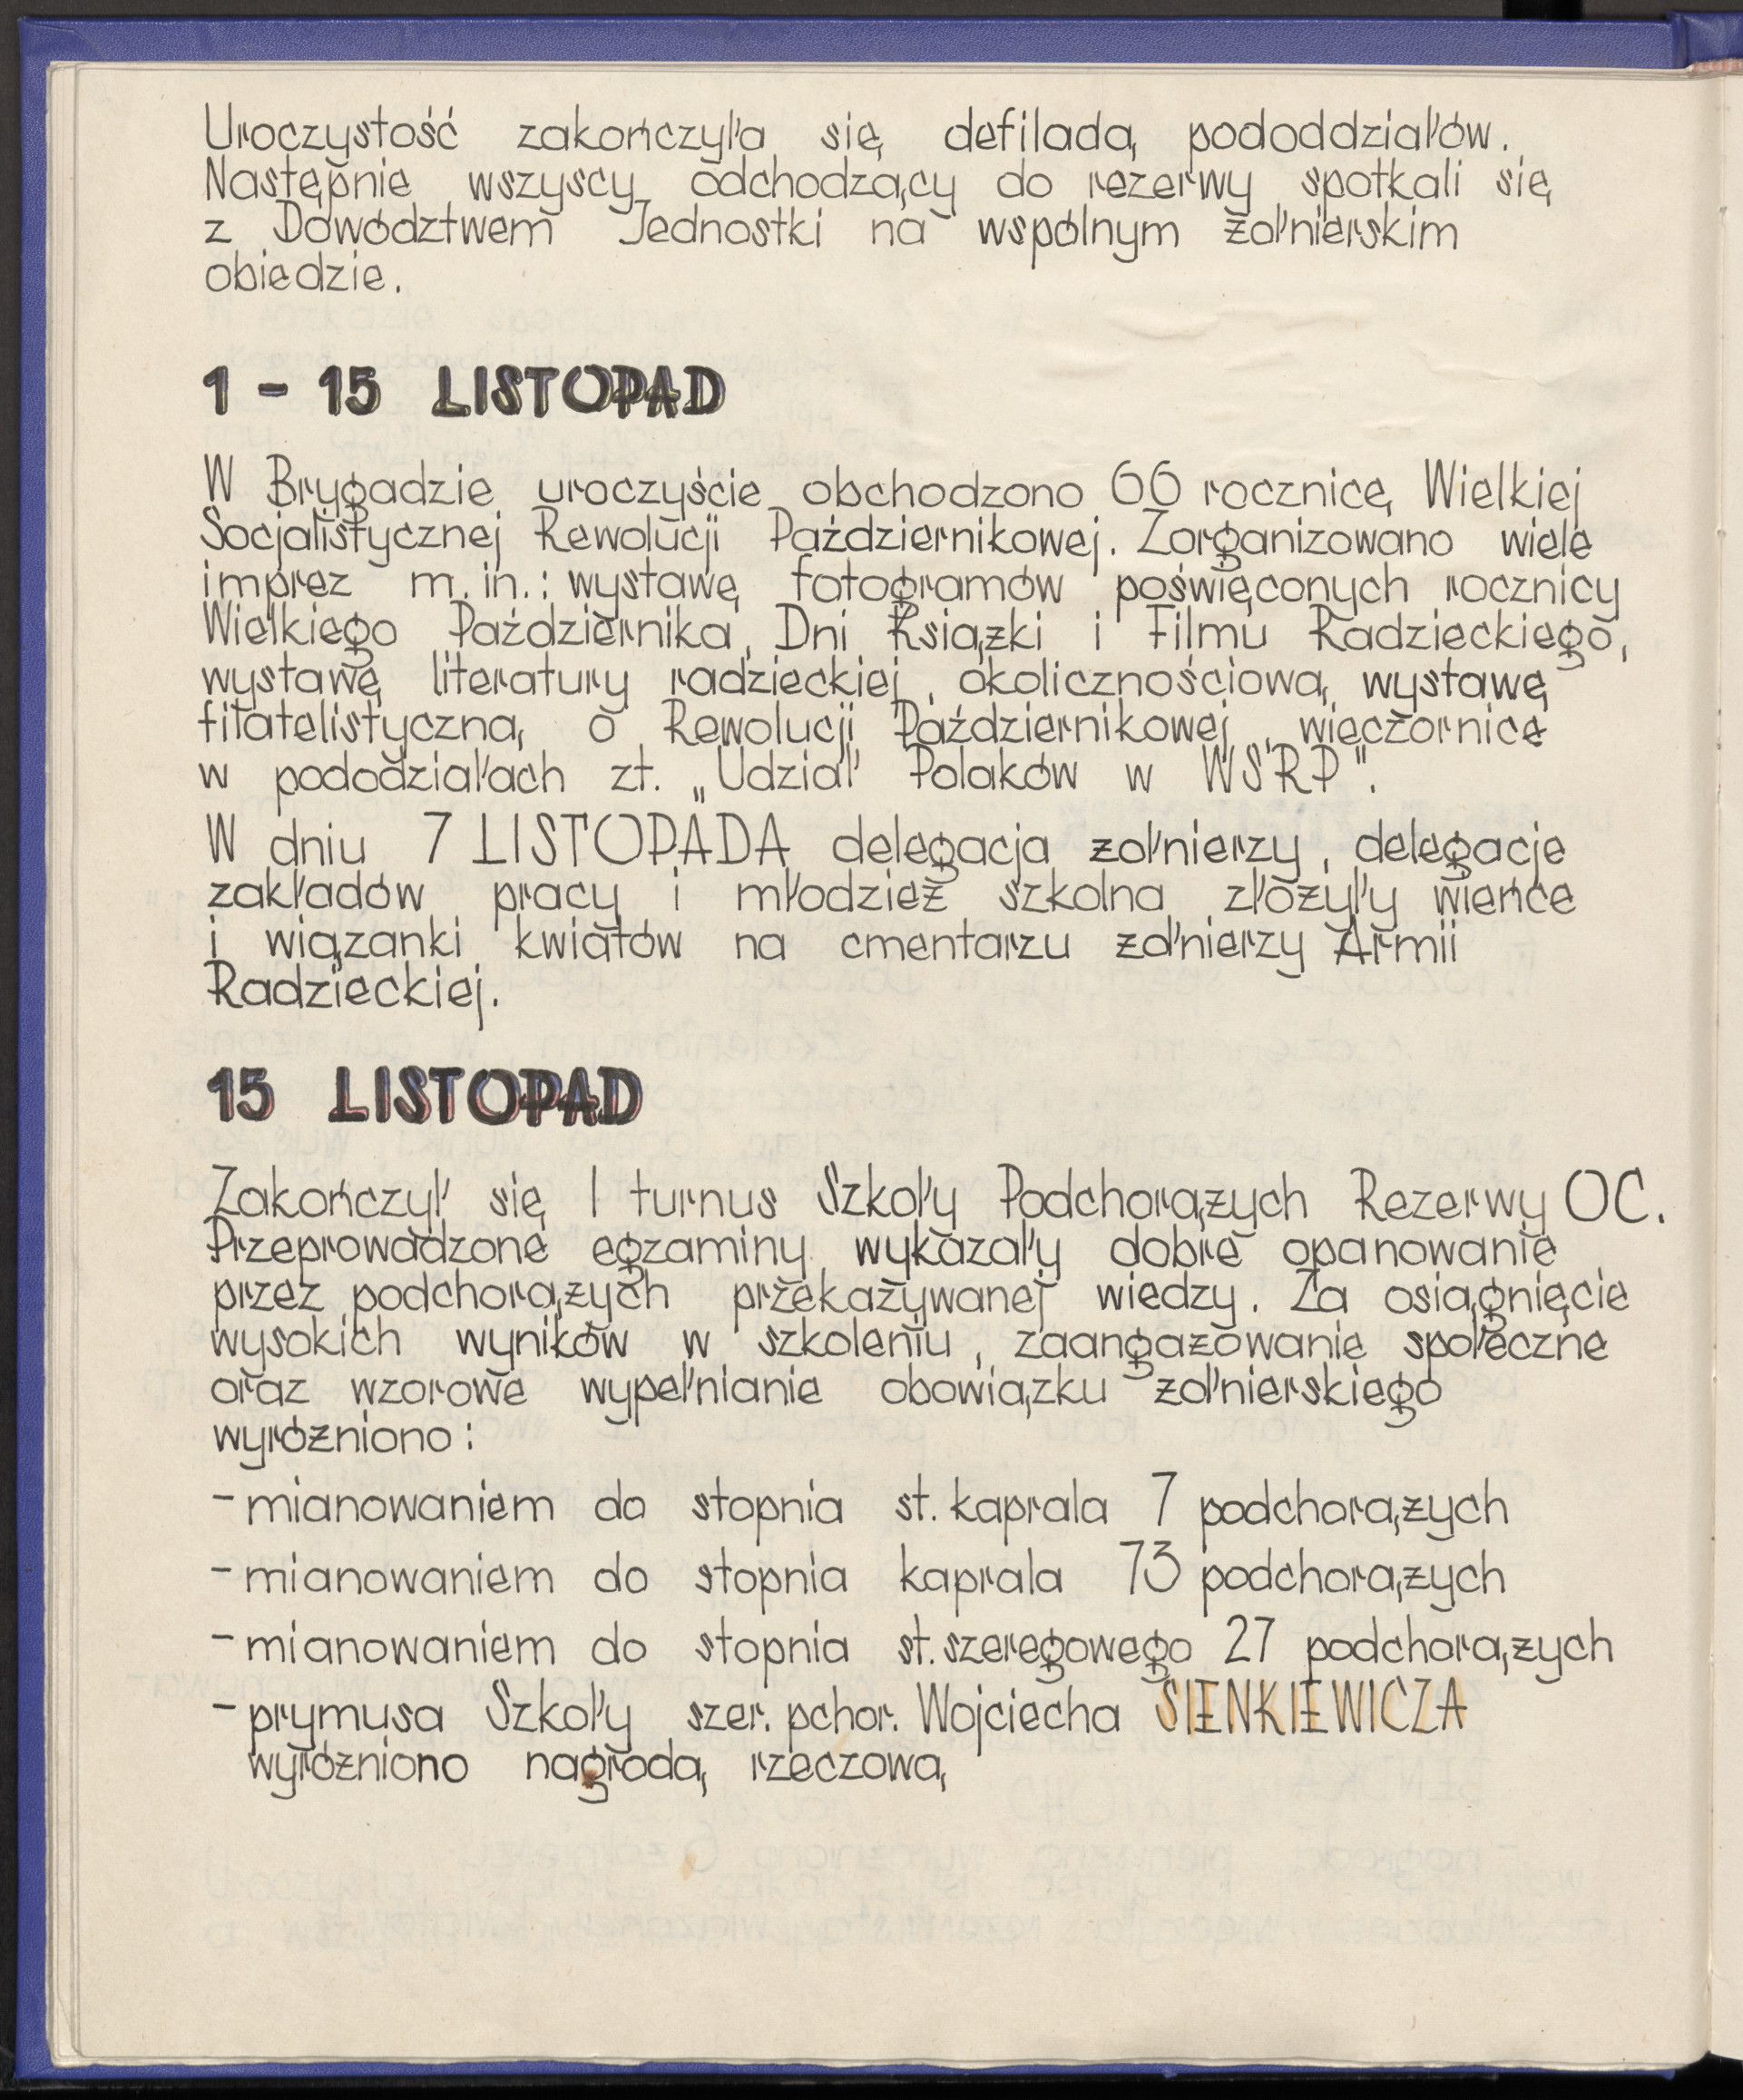 Uroczystość zakończyła się defiladą pododdziałów.
Następnie wszyscy odchodzący do rezerwy spotkali się
z Dowództwem Jednostki na wspólnym żołnierskim
obiedzie.
1 - 15 LISTOPAD
W Brygadzie uroczyście obchodzono 66 rocznicę Wielkiej
Socjalistycznej Rewolucji Październikowej. Zorganizowano wiele
imprez m. in.: wystawę fotogramów poświęconych rocznicy
Wielkiego Października, Dni Książki i Filmu Radzieckiego,
wystawę literatury radzieckiej, okolicznościową wystawę
filatelistyczną o Rewolucji Październikowej, wieczornice
w pododziałach zt. „Udział Polaków w WSRP".
W dniu 7 LISTOPADA delegacja żołnierzy, delegacje
zakładów pracy i młodzież szkolna złożyły wieńce
i wiązanki kwiatów na cmentarzu żołnierzy Armii
Radzieckiej.
15 LISTOPAD
Zakończył się I turnus Szkoły Podchorążych Rezerwy OC.
Przeprowadzone egzaminy wykazały dobre opanowanie
przez podchorążych przekazywanej wiedzy. Za osiągnięcie
wysokich wyników w szkoleniu, zaangażowanie społeczne
oraz wzorowe wypełnianie obowiązku żołnierskiego
wyróżniono:
- mianowaniem do stopnia st. kaprala 7 podchorążych
- mianowaniem do stopnia kaprala 73 podchorążych
- mianowaniem do stopnia st. szeregowego 27 podchorążych
- prymusa Szkoły szer. pchor. Wojciecha SIENKIEWICZA
wyróżniono nagrodą rzeczową